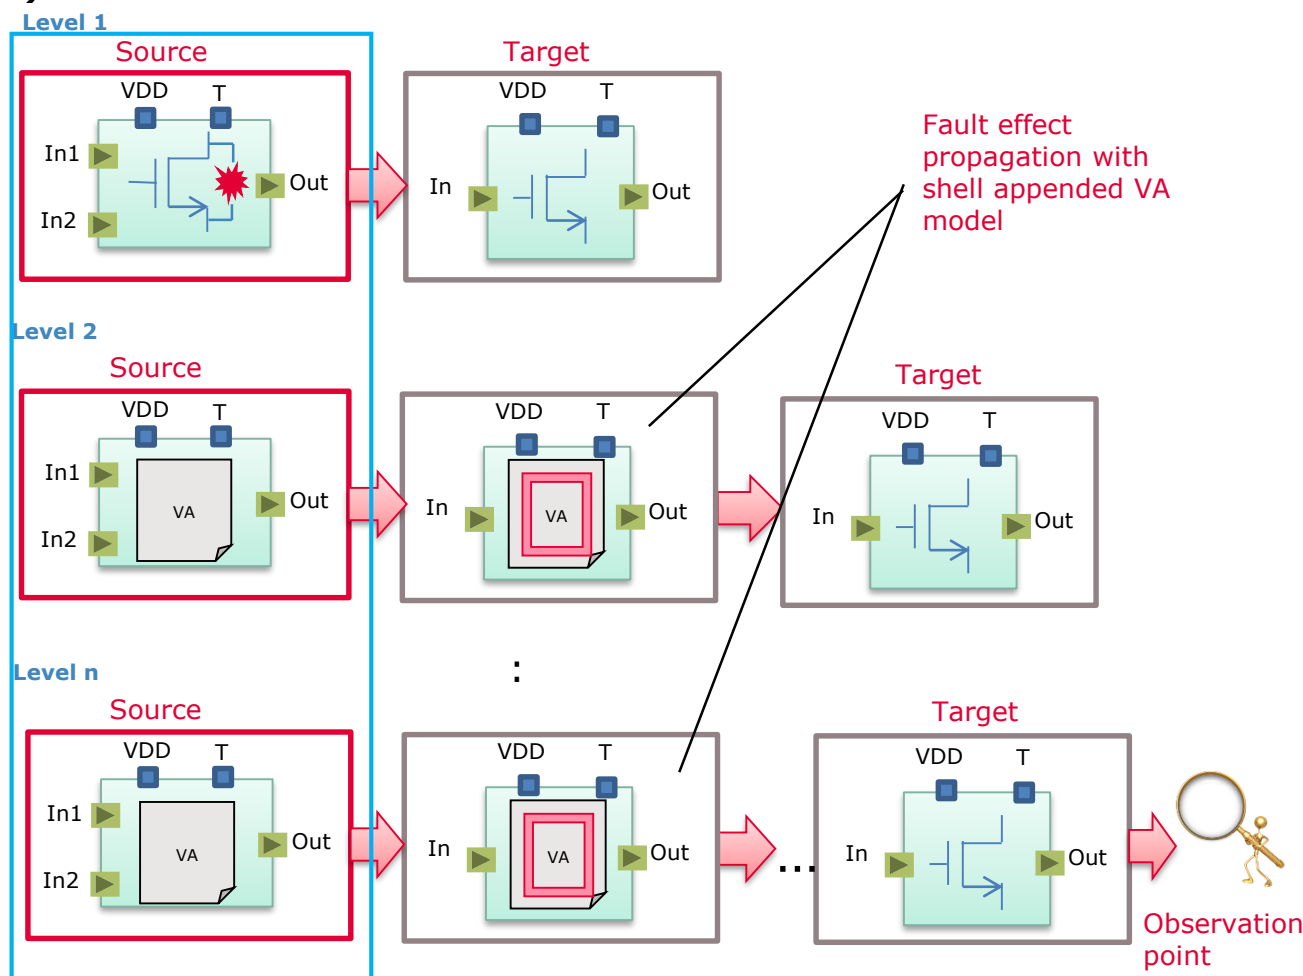 Level 1
Source
Target
VDD T
VDD T
In1
In2
Out
In
Out
Fault effect
propagation with
shell appended VA
model
Level 2
Source
Target
VDD T
VDD T
VDD T
In1
In2
VA
Out
In
VA
Out
In
Out
:
Level n
Source
Target
VDD T
VDD T
VDD T
In1
In2
VA
Out
In
VA
Out
...
In
Out
Observation
point